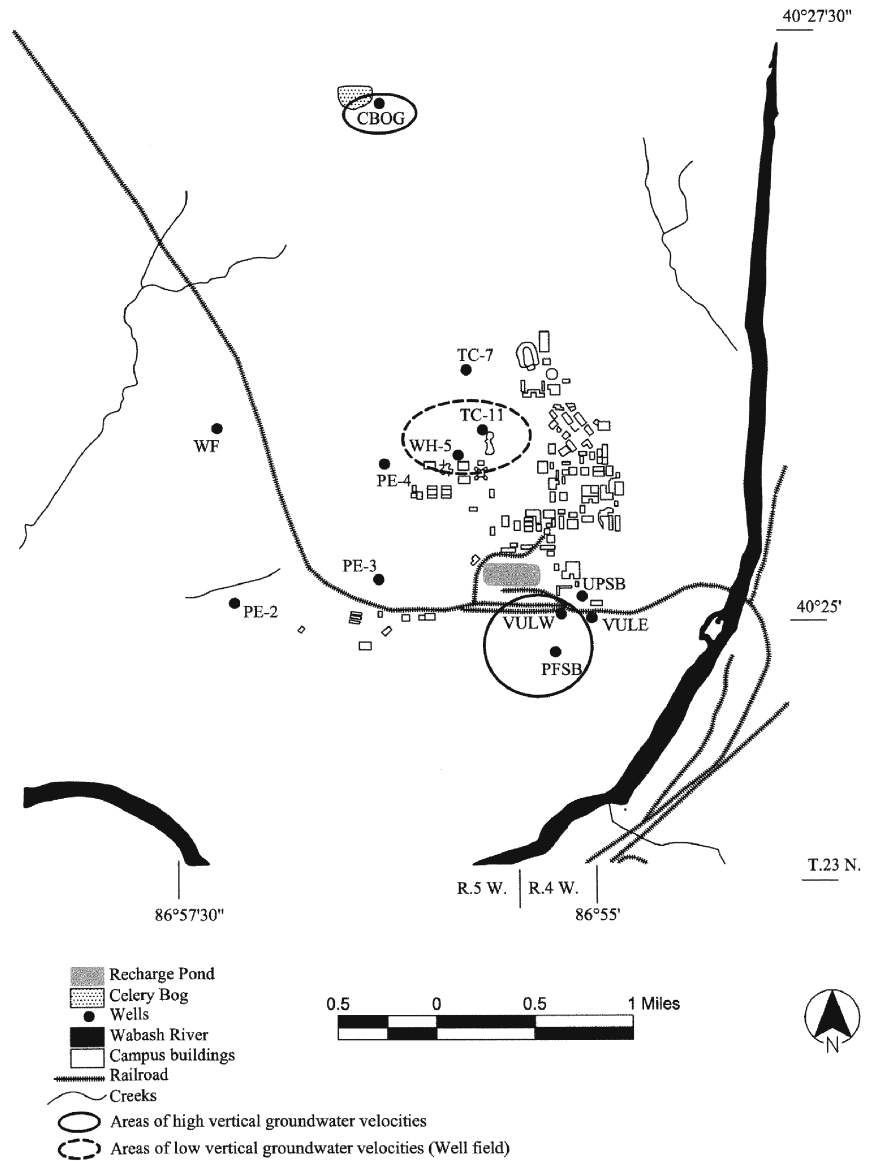 40°27'30"
CBOG
TC-7
TC-11
WF
WH-5
PE-4
PE-3
UPSB
PE-2
40°25'
VULW
VULE
PFSB
T.23 N.
R.5 W.
R.4 W.
86°57'30"
86°55'
Recharge Pond
Celery Bog
Wells
Wabash River
Campus buildings
Railroad
Creeks
Areas of high vertical groundwater velocities
Areas of low vertical groundwater velocities (Well field)
0.5 0 0.5 1 Miles
N